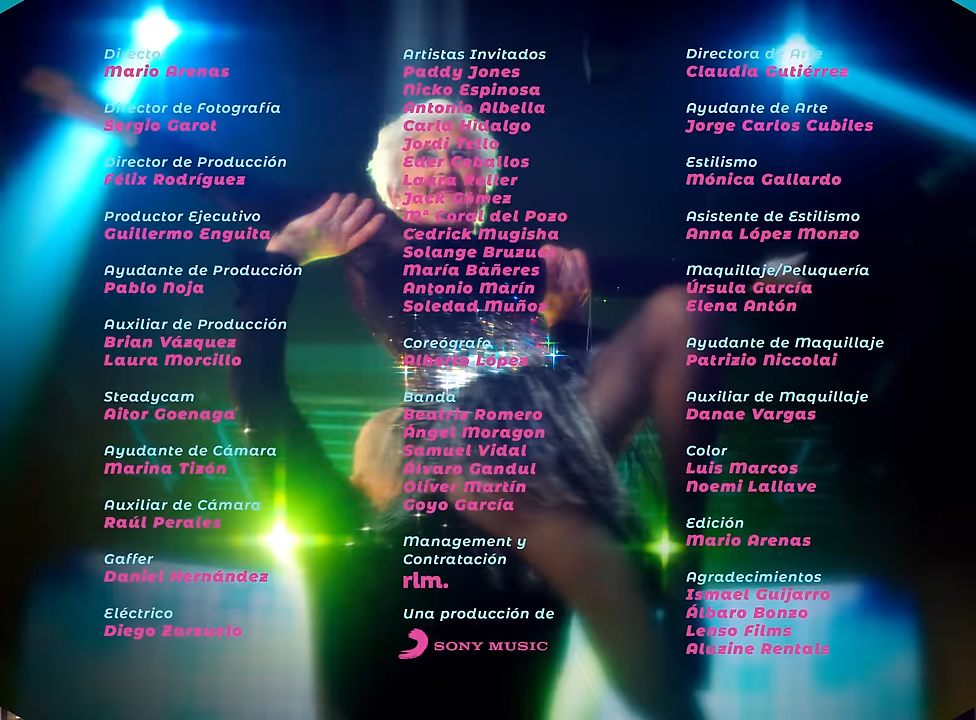 Director
Mario Arenas
Director de Fotografía
Sergio Garot
Director de Producción
Félix Rodríguez
Productor Ejecutivo
Guillermo Enguita
Ayudante de Producción
Pablo Noja
Auxiliar de Producción
Brian Vázquez
Laura Morcillo
Steadycam
Aitor Goenaga
Ayudante de Cámara
Marina Tizón
Auxiliar de Cámara
Raúl Perales
Gaffer
Daniel Hernández
Eléctrico
Diego Zarzuelo
Artistas Invitados
Paddy Jones
Nicko Espinosa
Antonio Albella
Carla Hidalgo
Jordi Tello
Eder Ceballos
Laura Koller
Jack Gómez
Mª Coral del Pozo
Cedrick Mugisha
Solange Bruzual
María Bañeres
Antonio Marín
Soledad Muñoz
Coreógrafo
Alberto López
Banda
Beatriz Romero
Ángel Moragon
Samuel Vidal
Álvaro Gandul
Oliver Martín
Goyo García
Management y
Contratación
rlm.
Una producción de
SONY MUSIC
Directora de Arte
Claudia Gutiérrez
Ayudante de Arte
Jorge Carlos Cubiles
Estilismo
Mónica Gallardo
Asistente de Estilismo
Anna López Monzo
Maquillaje/Peluquería
Úrsula García
Elena Antón
Ayudante de Maquillaje
Patrizio Niccolai
Auxiliar de Maquillaje
Danae Vargas
Color
Luis Marcos
Noemi Lallave
Edición
Mario Arenas
Agradecimientos
Ismael Guijarro
Álbaro Bonzo
Lenso Films
Aluzine Rentals